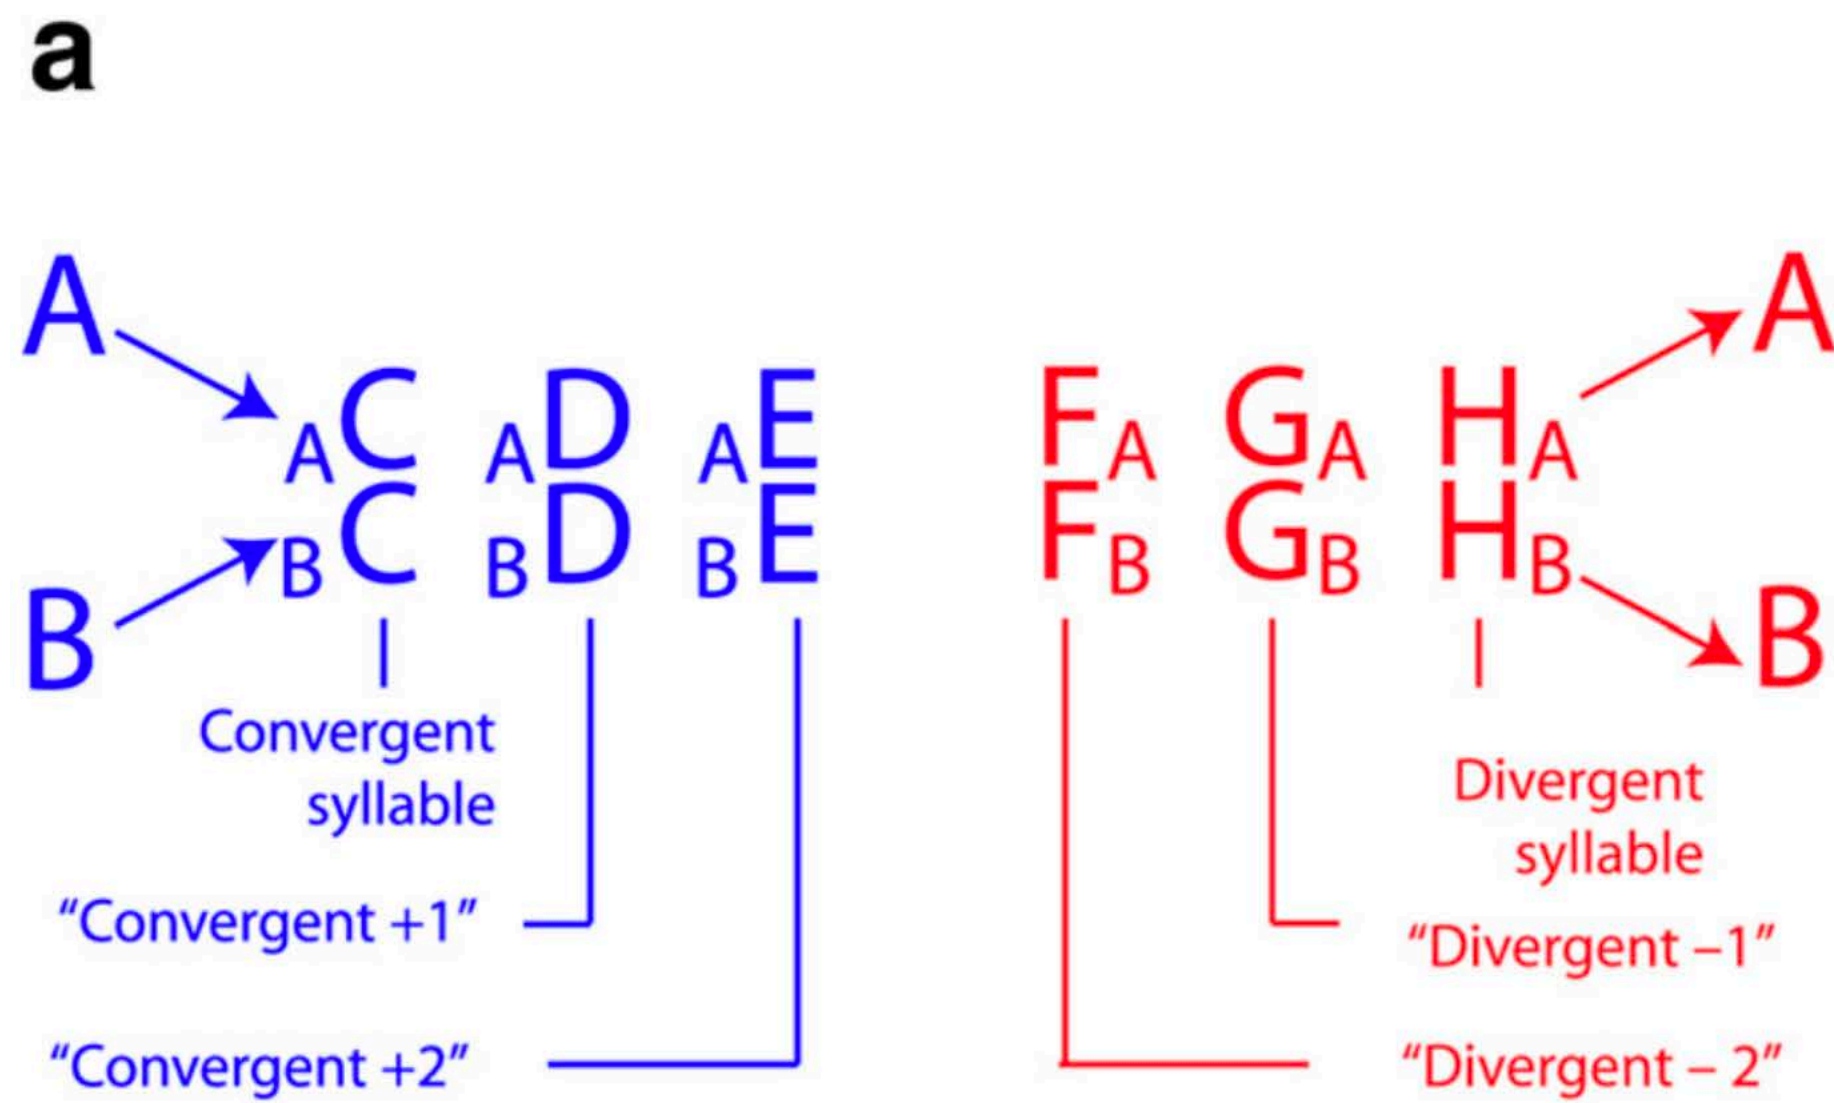 a
A A
AC AD AE FA GA HA
BC BD BE FB GB HB
B B
Convergent
syllable
Divergent
syllable
“Convergent +1”
“Divergent –1”
“Convergent +2”
“Divergent – 2”